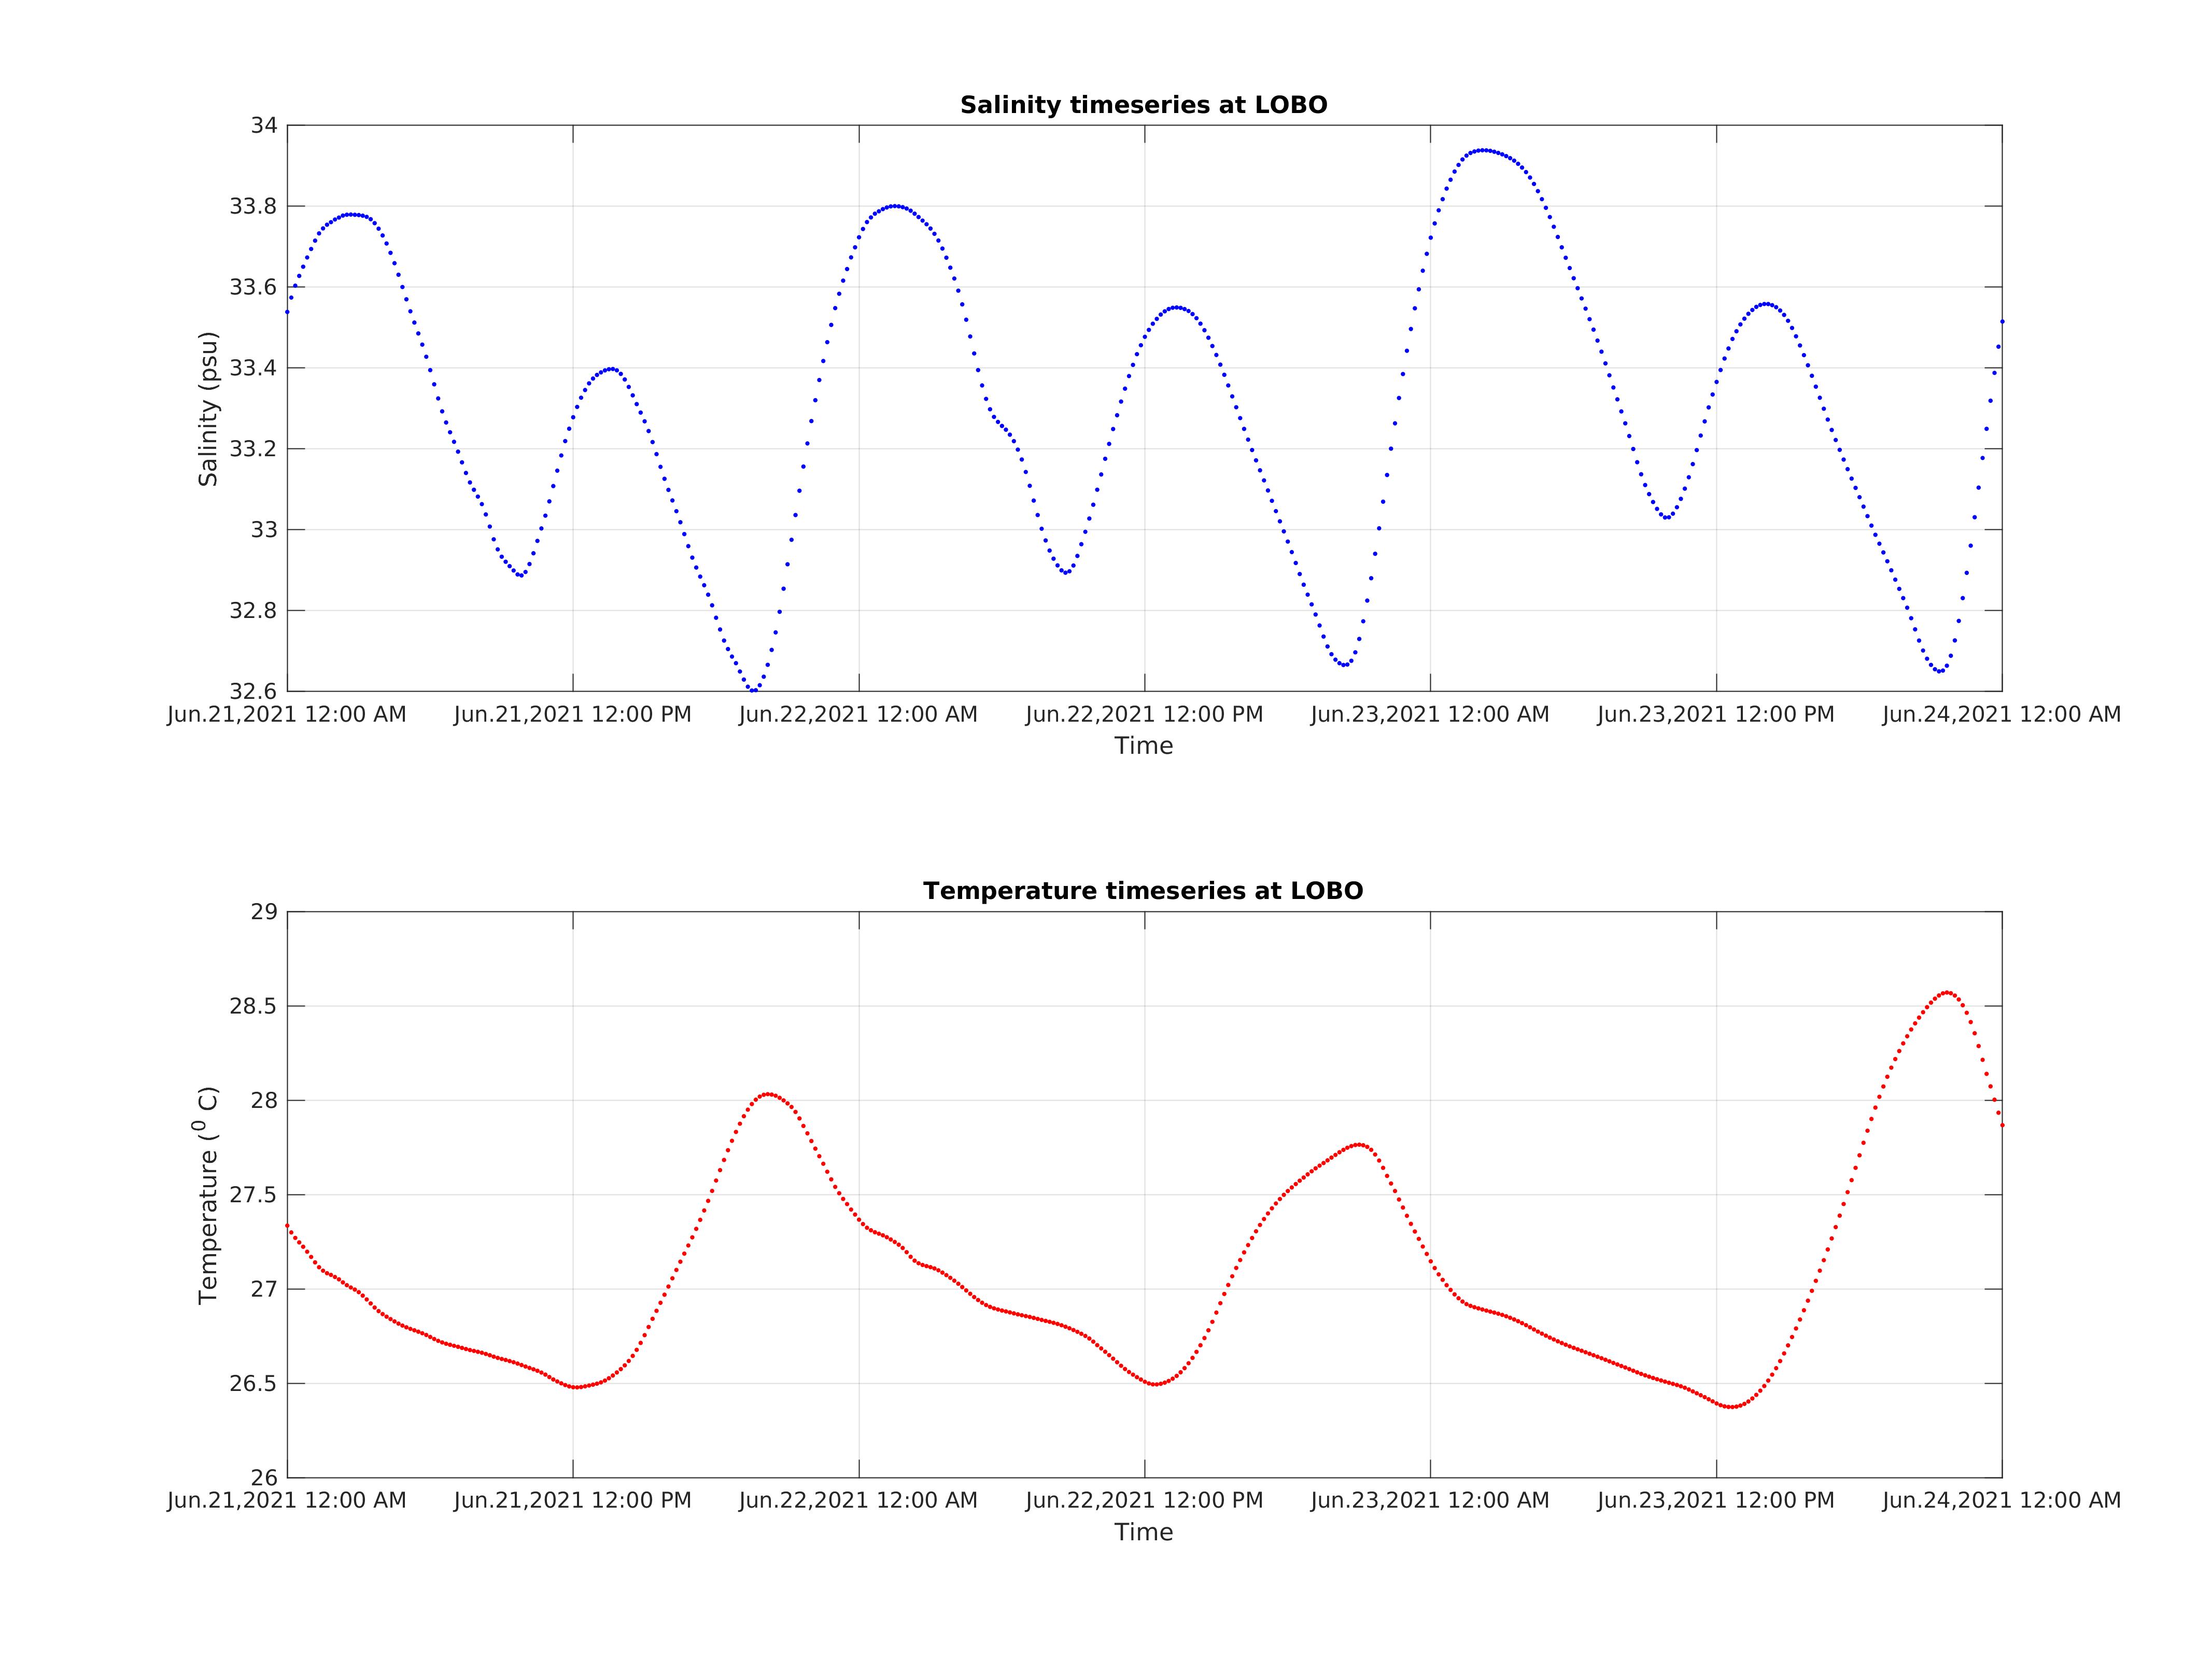 Salinity timeseries at LOBO
34
33.8
33.6
33.4
33.2
33
32.8
32.6
Salinity (psu)
Jun.21,2021 12:00 AM Jun.21,2021 12:00 PM Jun.22,2021 12:00 AM Jun.22,2021 12:00 PM Jun.23,2021 12:00 AM Jun.23,2021 12:00 PM Jun.24,2021 12:00 AM
Time
Temperature timeseries at LOBO
29
28.5
28
27.5
27
26.5
26
Temperature (⁰ C)
Jun.21,2021 12:00 AM Jun.21,2021 12:00 PM Jun.22,2021 12:00 AM Jun.22,2021 12:00 PM Jun.23,2021 12:00 AM Jun.23,2021 12:00 PM Jun.24,2021 12:00 AM
Time